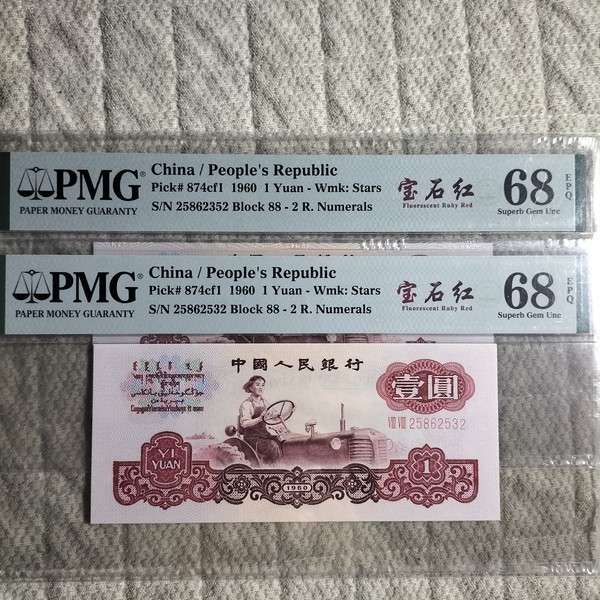 PMG®
PAPER MONEY GUARANTY
China / People's Republic
Pick# 874cf1 1960 1 Yuan - Wmk: Stars
S/N 25862352 Block 88 - 2 R. Numerals
宝石红
Fluorescent Ruby Red
68
EPQ
Superb Gem Unc
PMG®
PAPER MONEY GUARANTY
China / People's Republic
Pick# 874cf1 1960 1 Yuan - Wmk: Stars
S/N 25862532 Block 88 - 2 R. Numerals
宝石红
Fluorescent Ruby Red
68
EPQ
Superb Gem Unc
中國人民銀行
壹圓
VIII VIII 25862532
YI
YUAN
1960
1